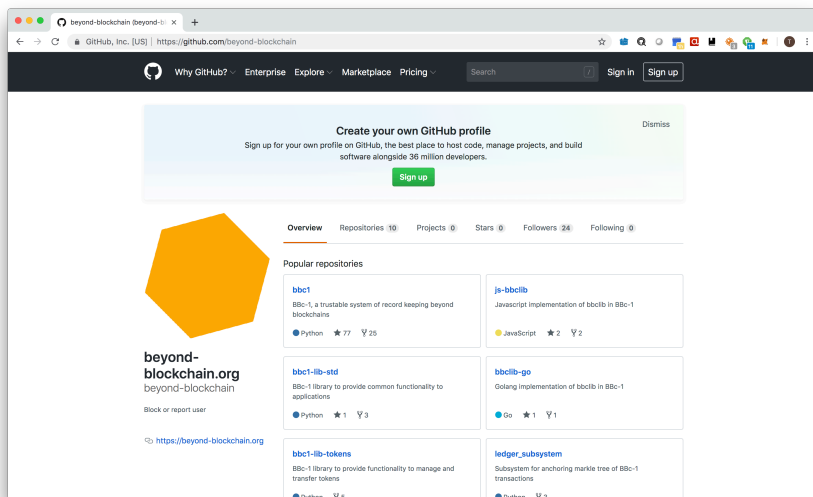 beyond-blockchain (beyond-bl
GitHub, Inc. [US] | https://github.com/beyond-blockchain
Why GitHub? Enterprise Explore Marketplace Pricing Search / Sign in Sign up
Dismiss
Create your own GitHub profile
Sign up for your own profile on GitHub, the best place to host code, manage projects, and build
software alongside 36 million developers.
Sign up
Overview Repositories 10 Projects 0 Stars 0 Followers 24 Following 0
Popular repositories
bbc1
BBc-1, a trustable system of record keeping beyond
blockchains
Python 77 25
js-bbclib
Javascript implementation of bbclib in BBc-1
JavaScript 2 2
beyond-
blockchain.org
beyond-blockchain
Block or report user
https://beyond-blockchain.org
bbc1-lib-std
BBc-1 library to provide common functionality to
applications
Python 1 3
bbclib-go
Golang implementation of bbclib in BBc-1
Go 1 1
bbc1-lib-tokens
BBc-1 library to provide functionality to manage and
transfer tokens
Python 5
ledger_subsystem
Subsystem for anchoring markle tree of BBc-1
transactions
Python